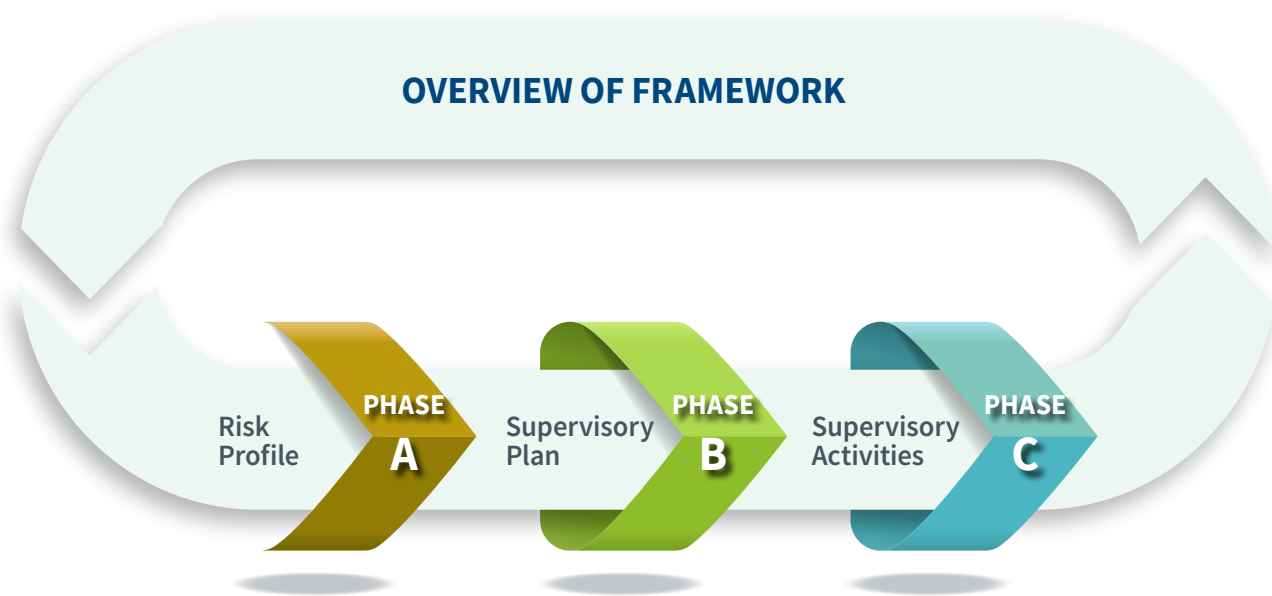 OVERVIEW OF FRAMEWORK
Risk
Profile
PHASE
A
Supervisory
Plan
PHASE
B
Supervisory
Activities
PHASE
C